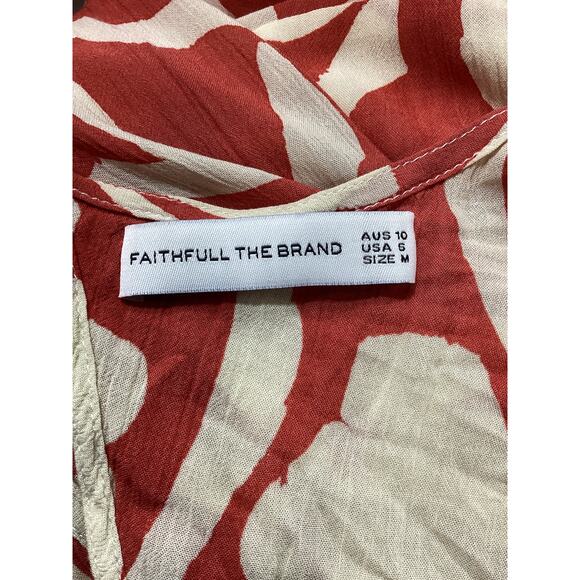 FAITHFULL THE BRAND
AUS 10
USA 6
SIZE M